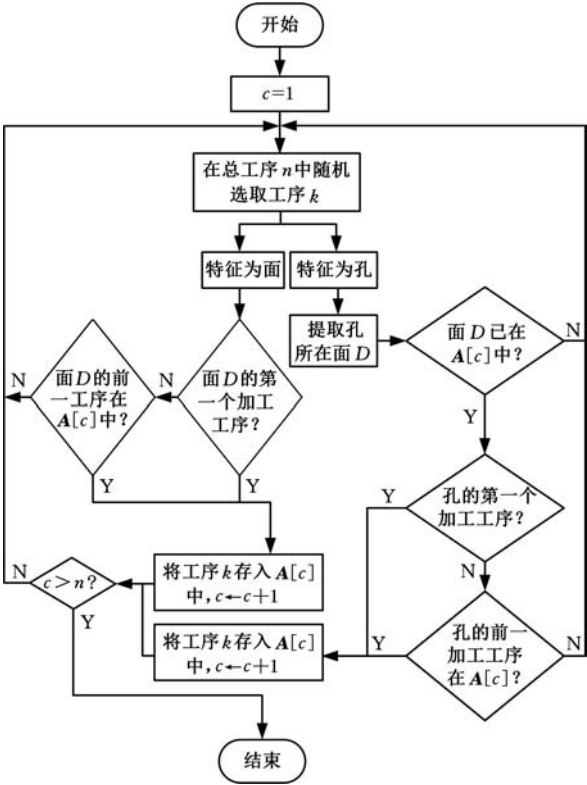 开始
c=1
在总工序n中随机
选取工序k
特征为面
特征为孔
提取孔
所在面D
面D已在
A[c]中?
N
Y
面D的前
一工序在
A[c]中?
N
Y
面D的第
一个加工
工序?
N
Y
孔的第一个
加工工序?
Y
N
将工序k存入A[c]
中,c←c+1
c>n?
N
Y
将工序k存入A[c]
中,c←c+1
孔的前一
加工工序
在A[c]?
Y
N
结束